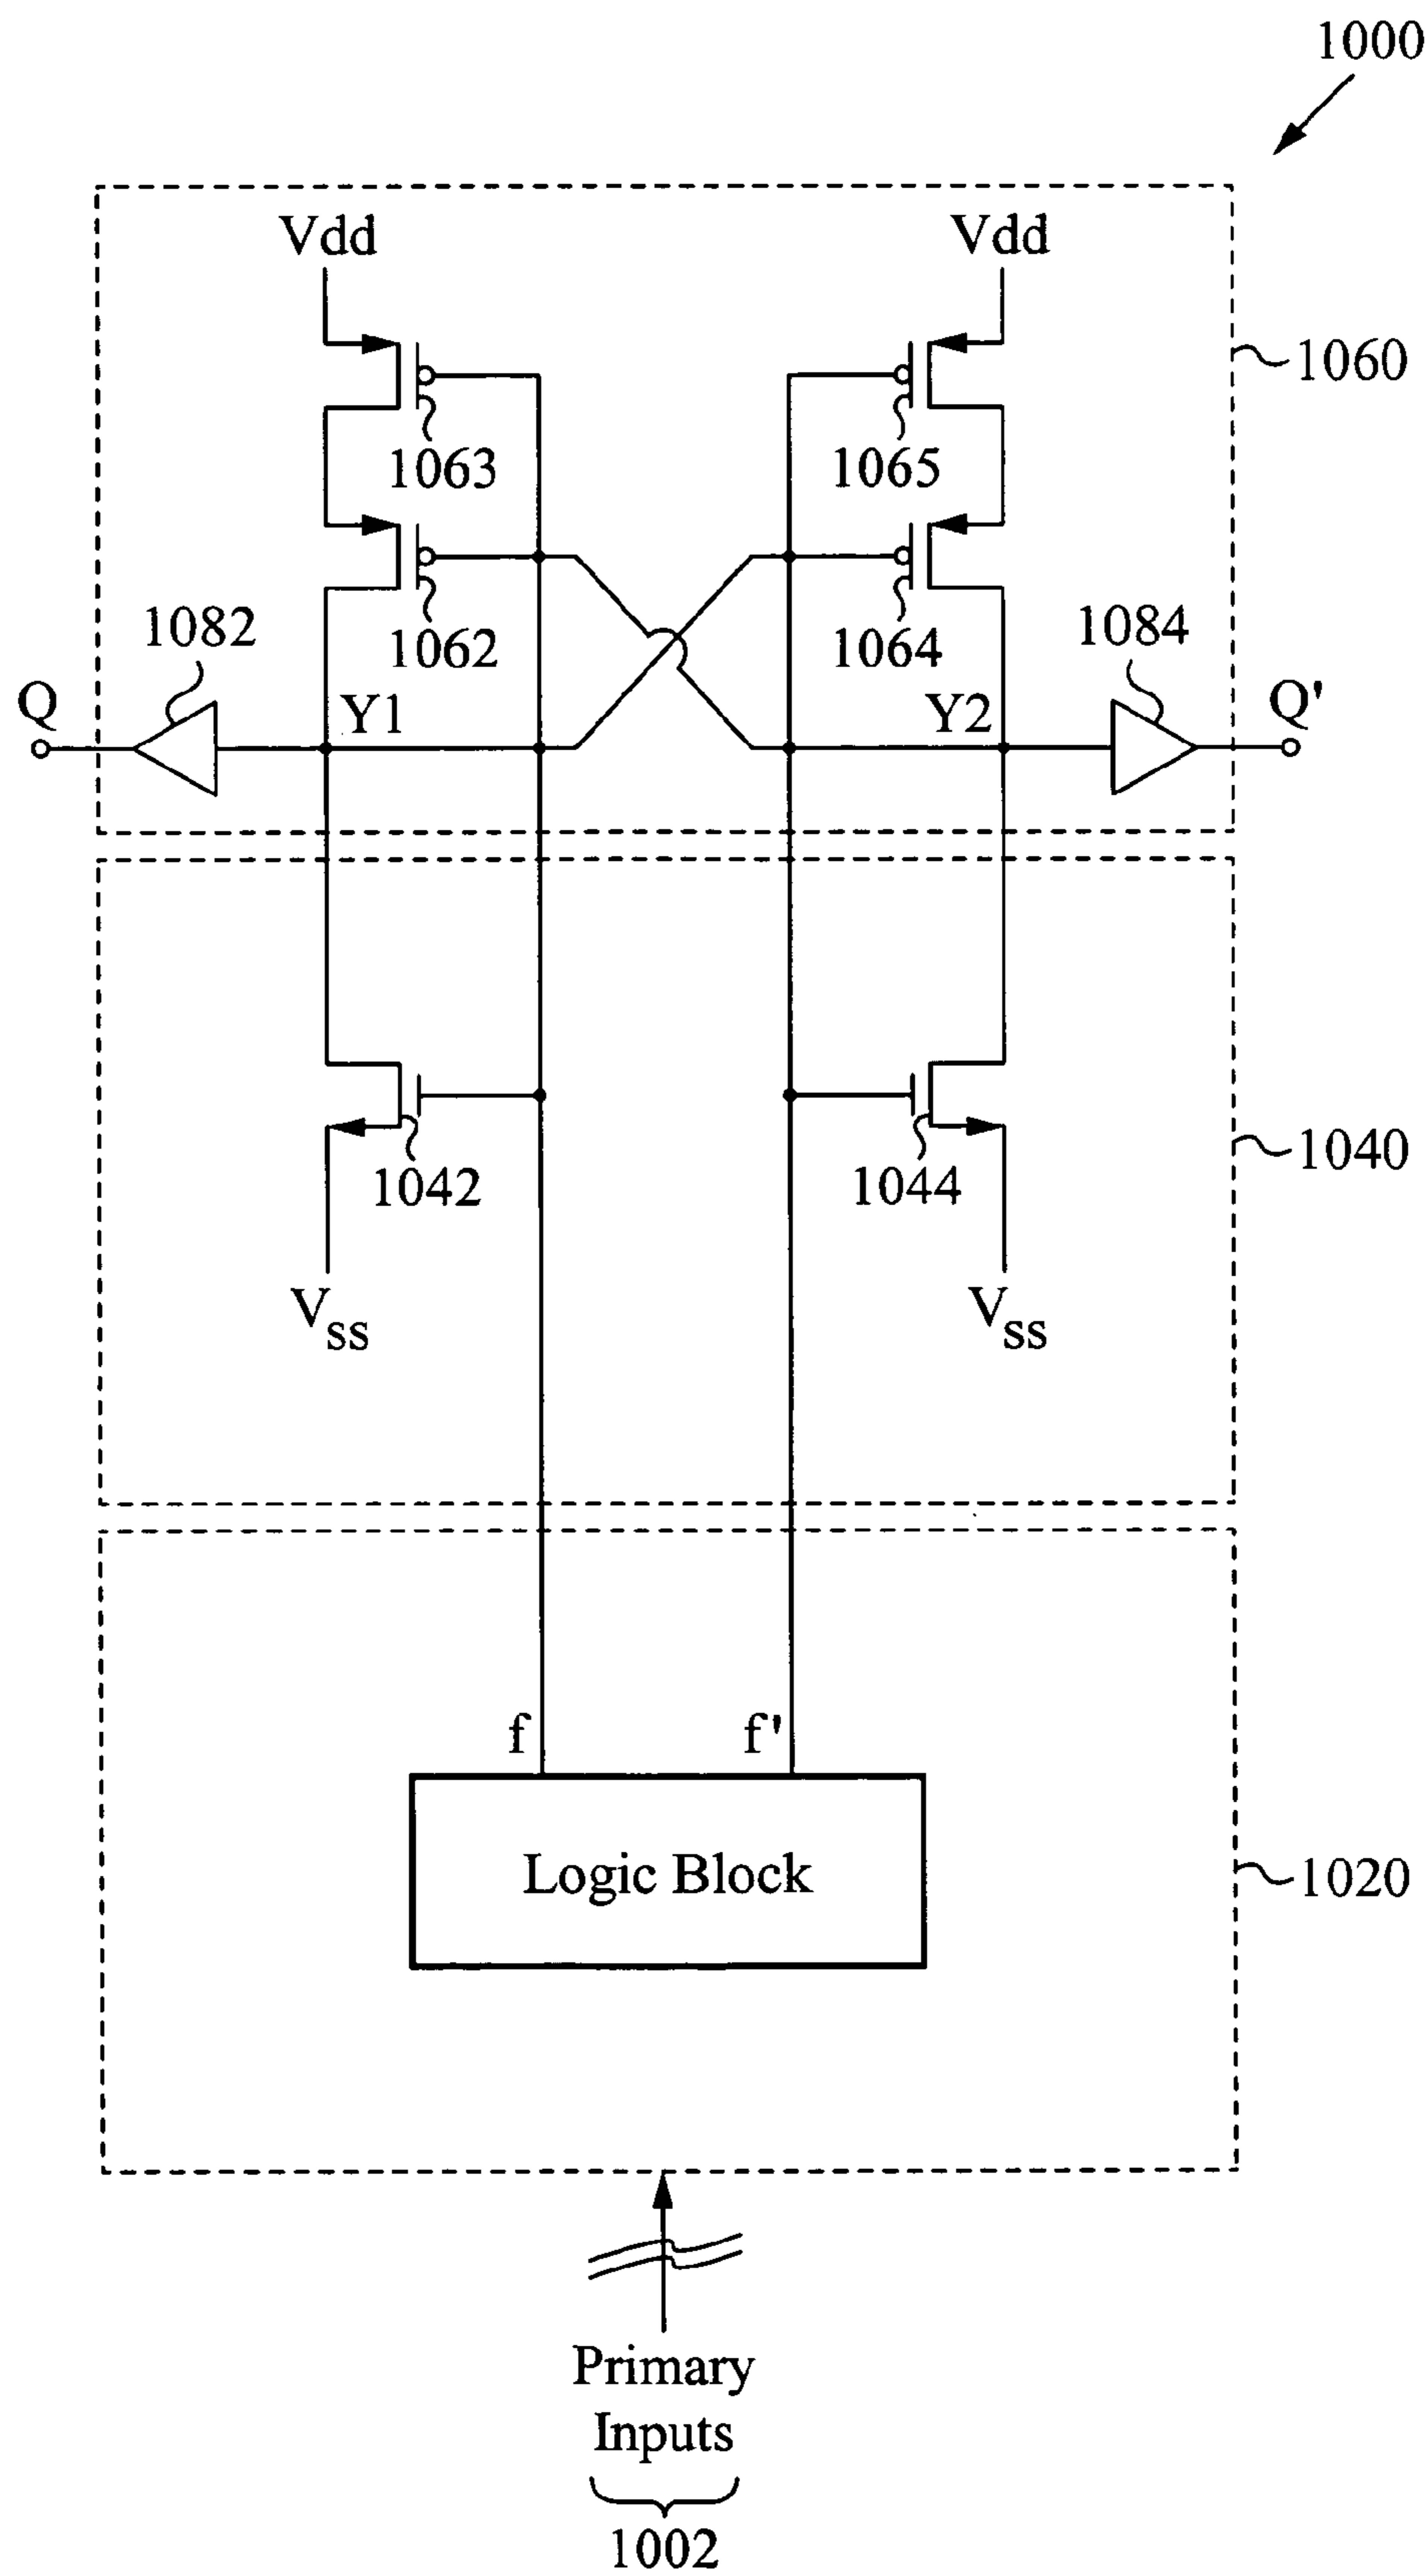 1000
Vdd
Vdd
1060
1063
1065
1062
1064
1082
1084
Q
Y1
Y2
Q'
1042
1044
1040
Vss
Vss
f
f'
Logic Block
1020
Primary
Inputs
1002